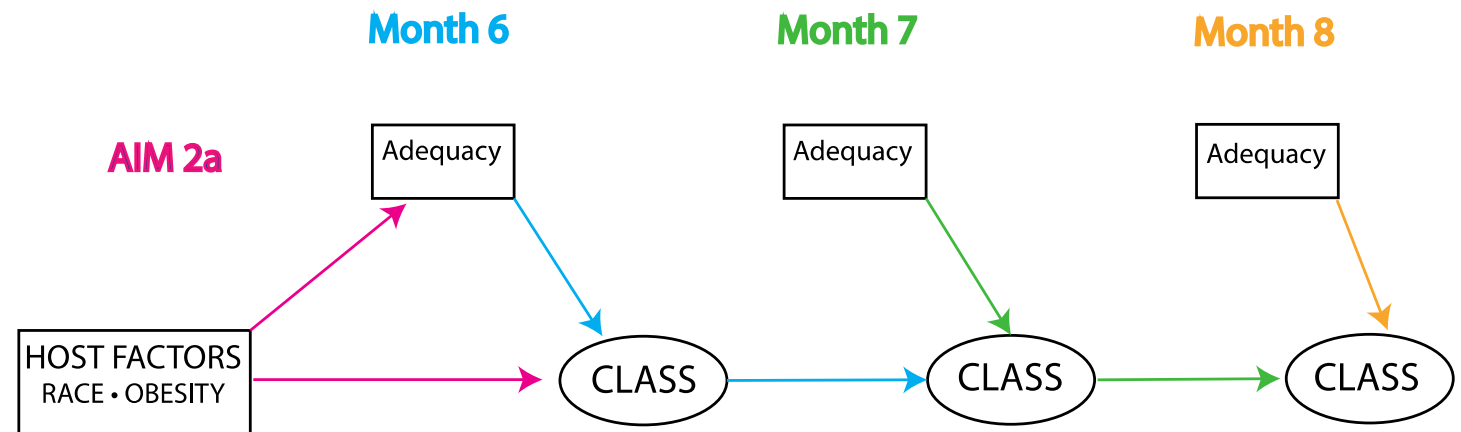 Month 6
Month 7
Month 8
AIM 2a
Adequacy
Adequacy
Adequacy
HOST FACTORS
RACE • OBESITY
CLASS
CLASS
CLASS